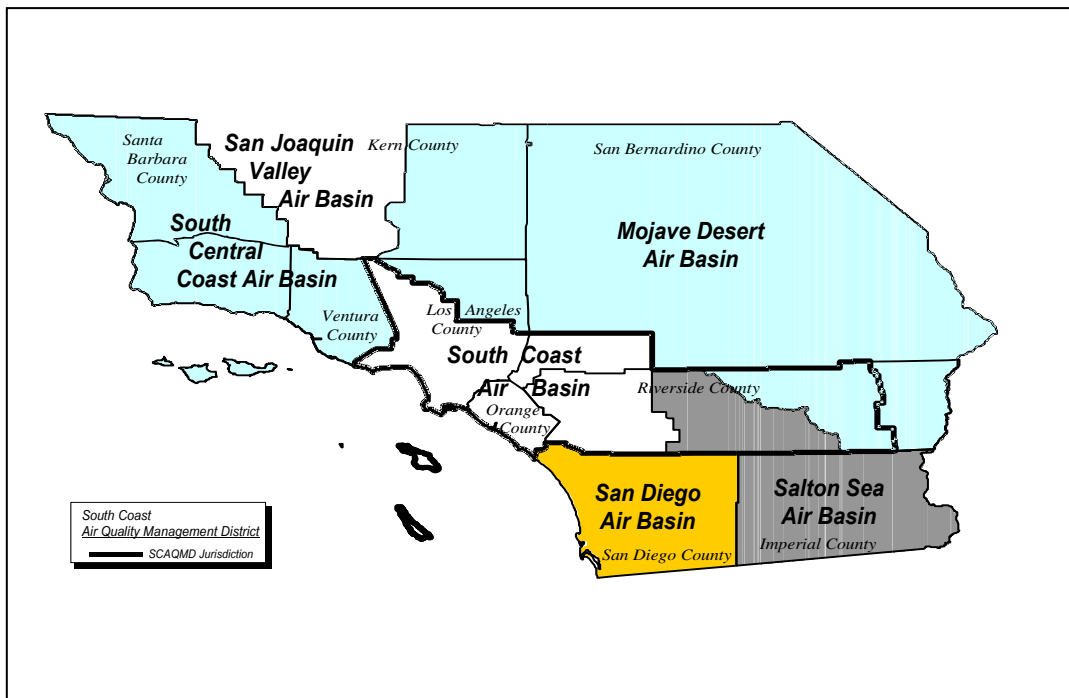 Santa
Barbara
County
San Joaquin
Valley
Air Basin
Kern County
San Bernardino County
South
Central
Coast Air Basin
Mojave Desert
Air Basin
Ventura
County
Los Angeles
County
South Coast
Air Basin
Riverside County
Orange
County
San Diego
Air Basin
San Diego County
Salton Sea
Air Basin
Imperial County
South Coast
Air Quality Management District
SCAQMD Jurisdiction